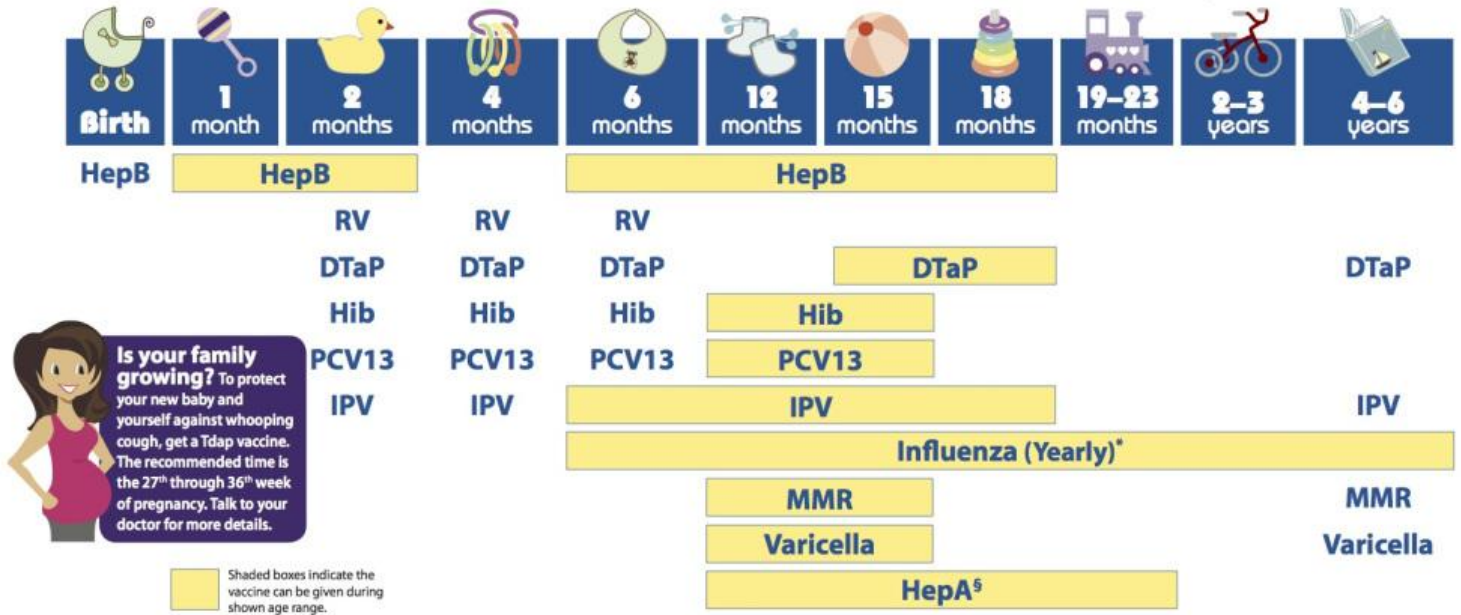 Birth
1
month
2
months
4
months
6
months
12
months
15
months
18
months
19–23
months
2–3
years
4–6
years
HepB HepB HepB
RV RV RV
DTaP DTaP DTaP DTaP DTaP
Hib Hib Hib Hib
PCV13 PCV13 PCV13 PCV13
IPV IPV IPV IPV
Influenza (Yearly)*
MMR MMR
Varicella Varicella
HepA§
Is your family
growing? To protect
your new baby and
yourself against whooping
cough, get a Tdap vaccine.
The recommended time is
the 27th through 36th week
of pregnancy. Talk to your
doctor for more details.
Shaded boxes indicate the
vaccine can be given during
shown age range.